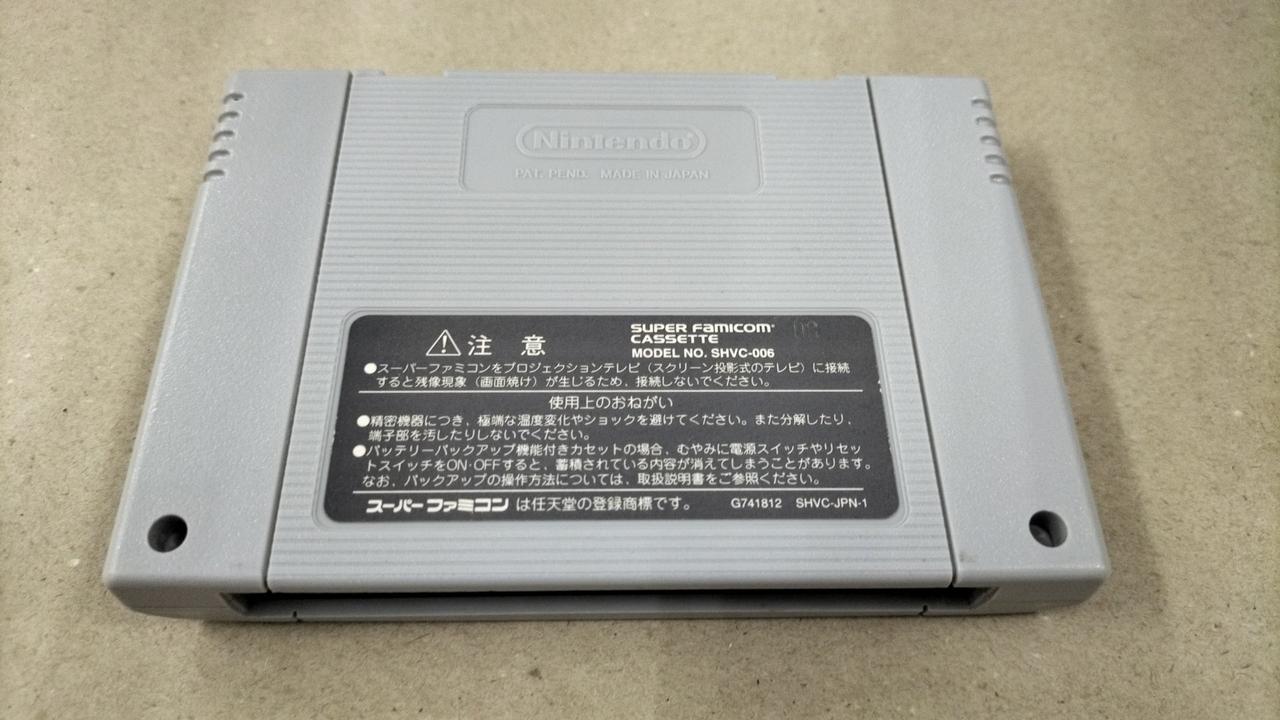 Nintendo
PAT. PEND. MADE IN JAPAN
注 意
SUPER FAMICOM
CASSETTE
MODEL NO. SHVC-006
●スーパーファミコンをプロジェクションテレビ(スクリーン投影式のテレビ)に接続
すると残像現象(画面焼け)が生じるため、接続しないでください。
使用上のおねがい
●精密機器につき、極端な温度変化やショックを避けてください。また分解したり、
端子部を汚したりしないでください。
●バッテリーバックアップ機能付きカセットの場合、むやみに電源スイッチやリセッ
トスイッチをON·OFFすると、蓄積されている内容が消えてしまうことがあります。
なお、バックアップの操作方法については、取扱説明書をご参照ください。
スーパーファミコン は任天堂の登録商標です。 G741812 SHVC-JPN-1